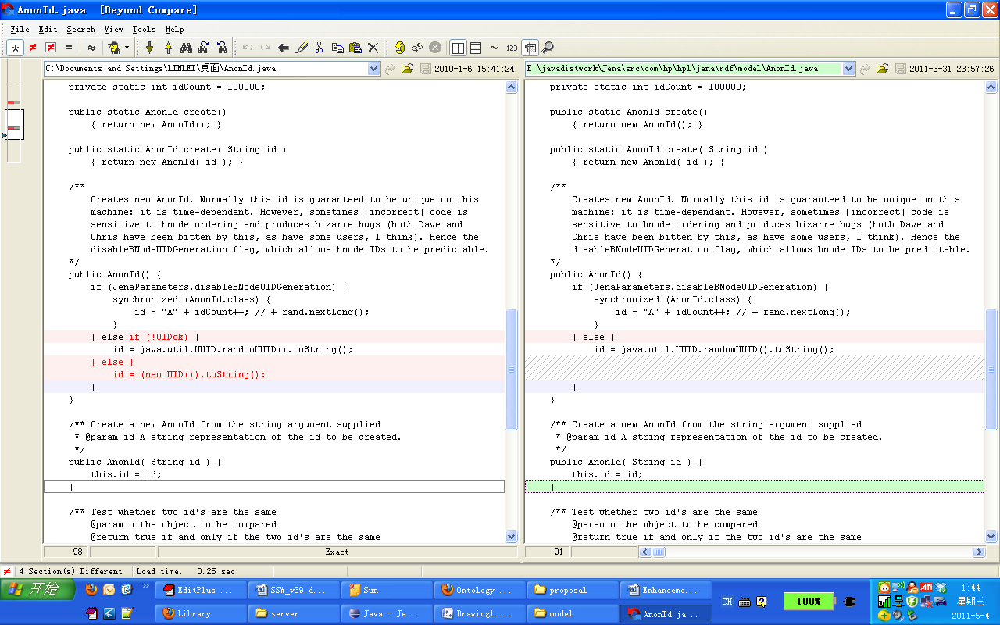 AnonId.java [Beyond Compare]
File Edit Search View Tools Help
123
C:\Documents and Settings\LINLEI\桌面\AnonId.java 2010-1-6 15:41:24
E:\javadistwork\Jena\src\com\hp\hpl\jena\rdf\model\AnonId.java 2011-3-31 23:57:26
private static int idCount = 100000;
public static AnonId create()
{ return new AnonId(); }
public static AnonId create( String id )
{ return new AnonId( id ); }
/**
Creates new AnonId. Normally this id is guaranteed to be unique on this
machine: it is time-dependant. However, sometimes [incorrect] code is
sensitive to bnode ordering and produces bizarre bugs (both Dave and
Chris have been bitten by this, as have some users, I think). Hence the
disableBNodeUIDGeneration flag, which allows bnode IDs to be predictable.
*/
public AnonId() {
if (JenaParameters.disableBNodeUIDGeneration) {
synchronized (AnonId.class) {
id = "A" + idCount++; // + rand.nextLong();
}
} else if (!UIDok) {
id = java.util.UUID.randomUUID().toString();
} else {
id = (new UID()).toString();
}
}
/** Create a new AnonId from the string argument supplied
* @param id A string representation of the id to be created.
*/
public AnonId( String id ) {
this.id = id;
}
/** Test whether two id's are the same
@param o the object to be compared
@return true if and only if the two id's are the same
98 Exact
private static int idCount = 100000;
public static AnonId create()
{ return new AnonId(); }
public static AnonId create( String id )
{ return new AnonId( id ); }
/**
Creates new AnonId. Normally this id is guaranteed to be unique on this
machine: it is time-dependant. However, sometimes [incorrect] code is
sensitive to bnode ordering and produces bizarre bugs (both Dave and
Chris have been bitten by this, as have some users, I think). Hence the
disableBNodeUIDGeneration flag, which allows bnode IDs to be predictable.
*/
public AnonId() {
if (JenaParameters.disableBNodeUIDGeneration) {
synchronized (AnonId.class) {
id = "A" + idCount++; // + rand.nextLong();
}
} else {
id = java.util.UUID.randomUUID().toString();
}
}
/** Create a new AnonId from the string argument supplied
* @param id A string representation of the id to be created.
*/
public AnonId( String id ) {
this.id = id;
}
/** Test whether two id's are the same
@param o the object to be compared
@return true if and only if the two id's are the same
91
4 Section(s) Different Load time: 0.25 sec
开始
EditPlus ... SSW_v39.d... Sun Ontology ... proposal Enhanceme...
Library server Java - Je... Drawing1.... model AnonId.ja...
CH
100%
ATI
1:44
星期三
2011-5-4